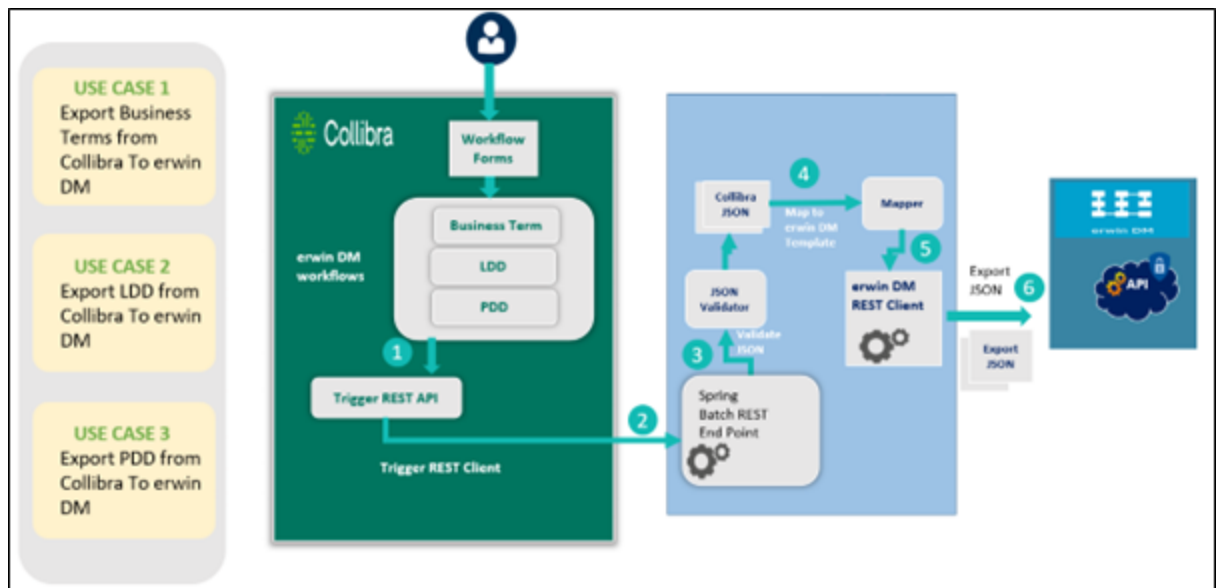 USE CASE 1
Export Business
Terms from
Collibra To erwin
DM
USE CASE 2
Export LDD from
Collibra To erwin
DM
USE CASE 3
Export PDD from
Collibra To erwin
DM
Collibra
Workflow
Forms
erwin DM
workflows
Business Term
LDD
PDD
1
Trigger REST API
Trigger REST Client
2
Spring
Batch REST
End Point
3
Validate
JSON
JSON
Validator
Collibra
JSON
4
Map to
erwin DM
Template
Mapper
5
erwin DM
REST Client
Export
JSON
6
Export
JSON
erwin DM
API